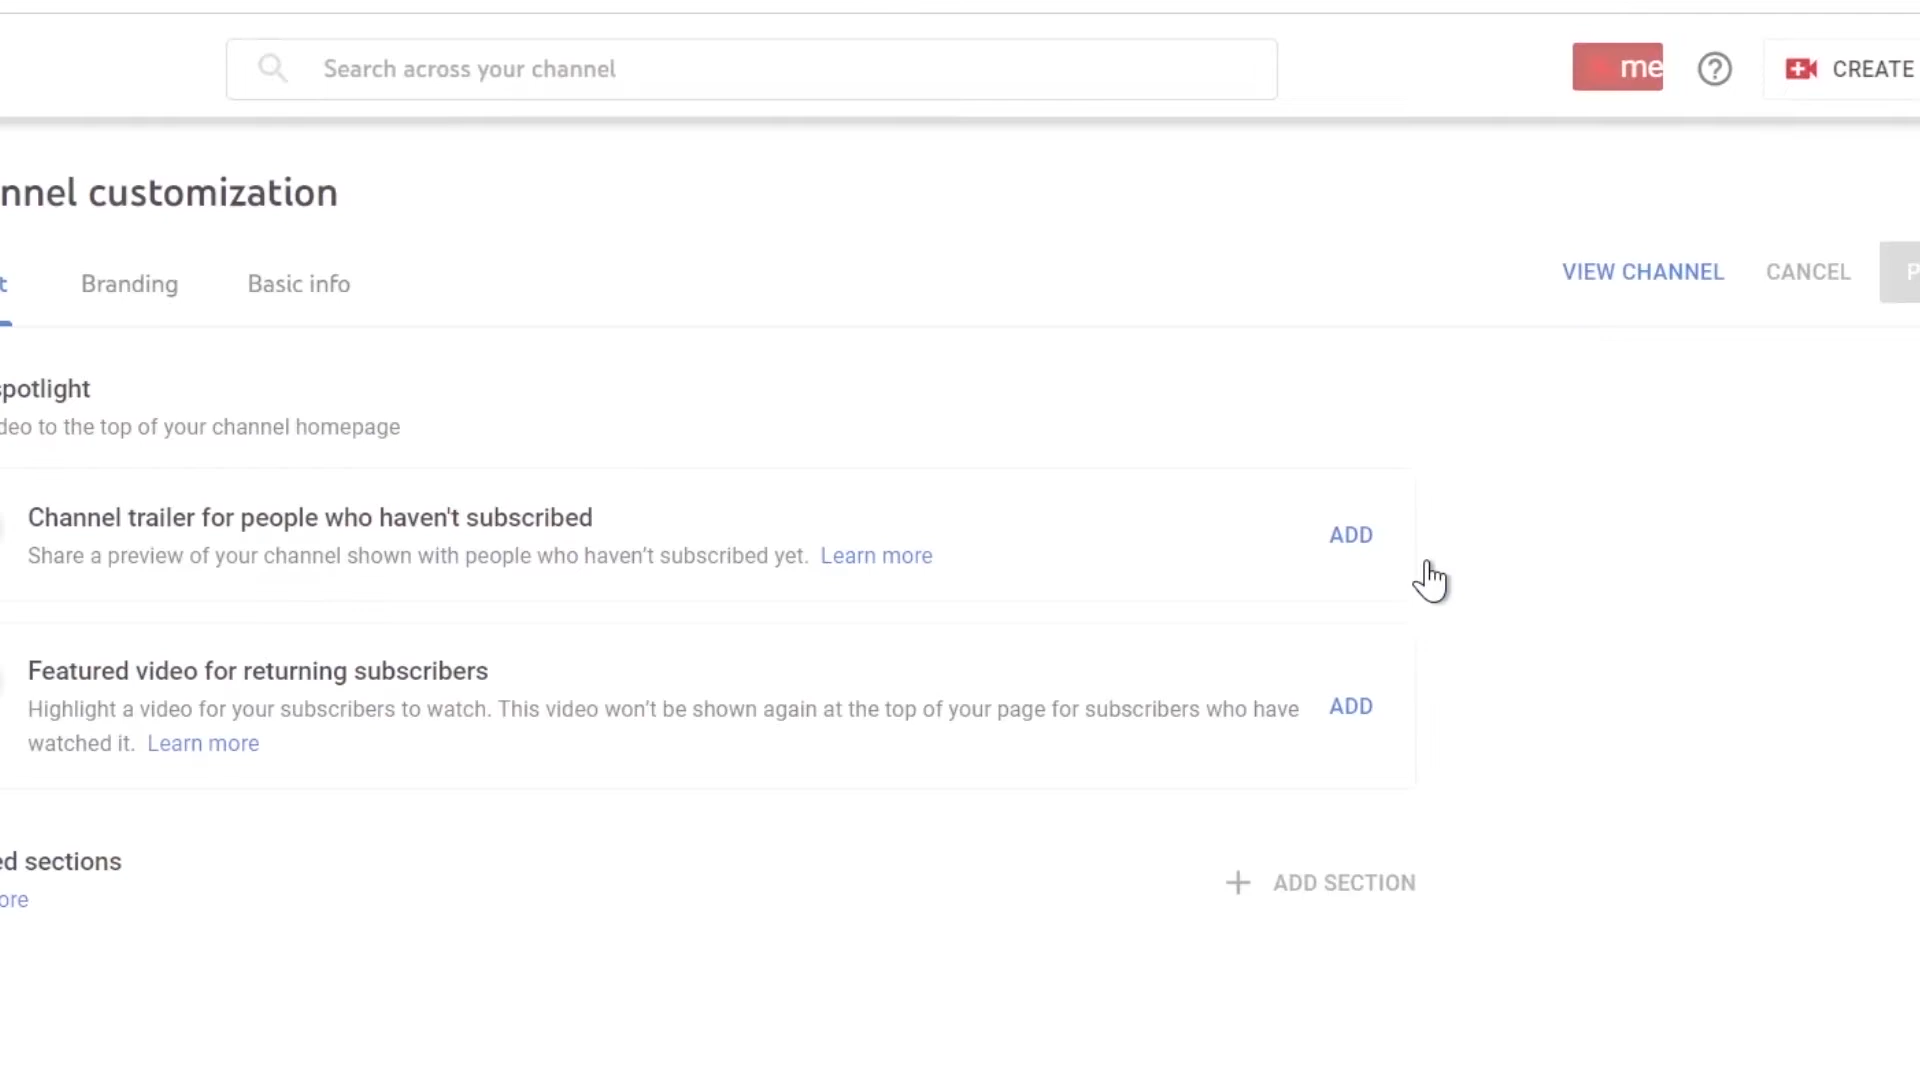 Search across your channel
me
CREATE
nnel customization
t
Branding
Basic info
VIEW CHANNEL
CANCEL
P
spotlight
deo to the top of your channel homepage
Channel trailer for people who haven't subscribed
Share a preview of your channel shown with people who haven't subscribed yet. Learn more
ADD
Featured video for returning subscribers
Highlight a video for your subscribers to watch. This video won't be shown again at the top of your page for subscribers who have
watched it. Learn more
ADD
ed sections
ore
ADD SECTION